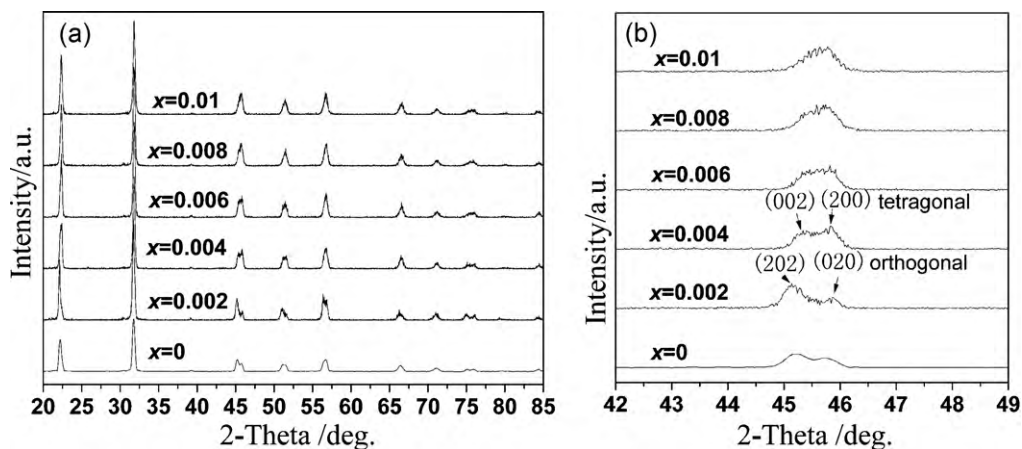 (a)
x=0.01
x=0.008
x=0.006
x=0.004
x=0.002
x=0
Intensity/a.u.
20 25 30 35 40 45 50 55 60 65 70 75 80 85
2-Theta /deg.
(b)
x=0.01
x=0.008
x=0.006
(002) (200) tetragonal
x=0.004
(202) (020) orthogonal
x=0.002
x=0
Intensity/a.u.
42 43 44 45 46 47 48 49
2-Theta /deg.